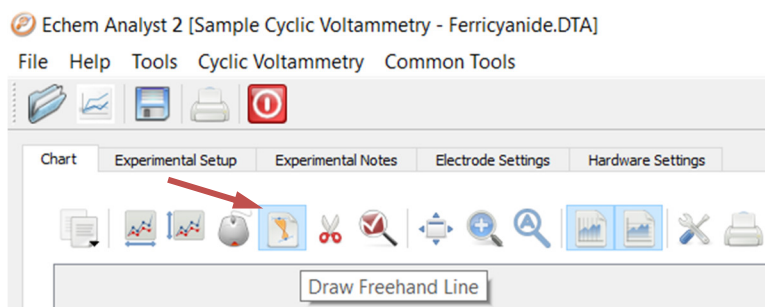 Echem Analyst 2 [Sample Cyclic Voltammetry - Ferricyanide.DTA]
File Help Tools Cyclic Voltammetry Common Tools
Chart Experimental Setup Experimental Notes Electrode Settings Hardware Settings
A
Draw Freehand Line